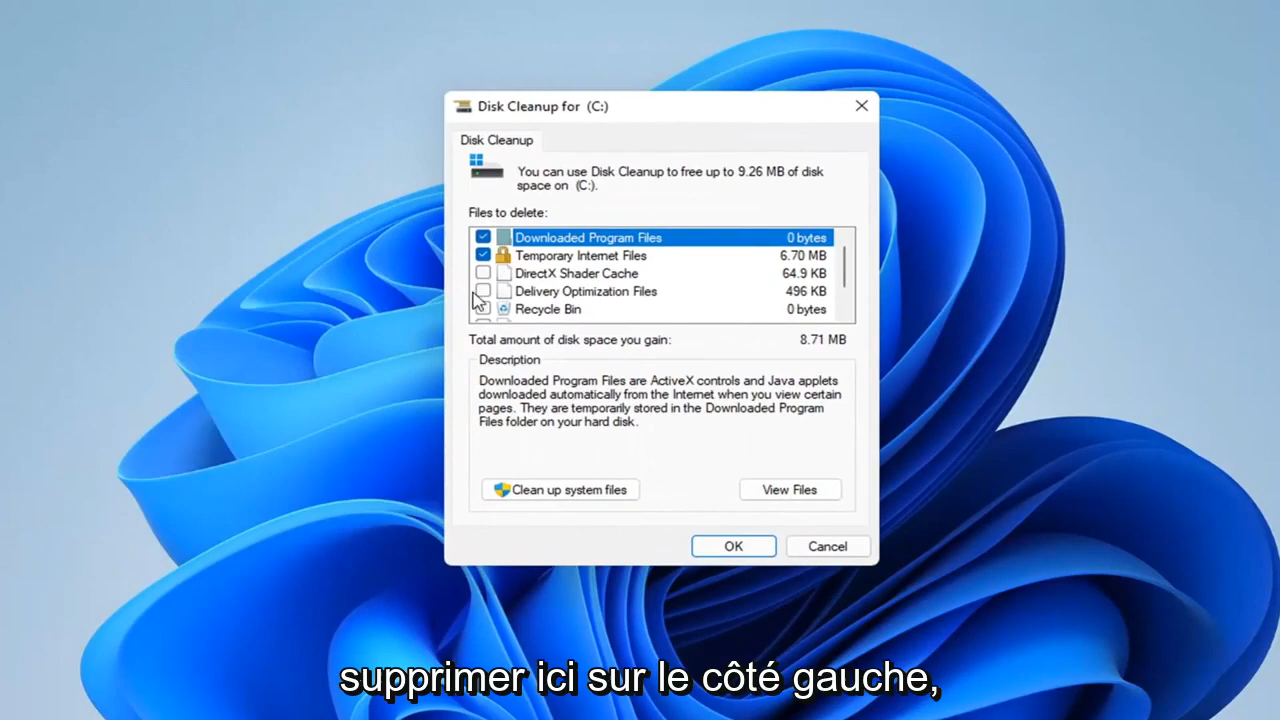 Disk Cleanup for (C:)
Disk Cleanup
You can use Disk Cleanup to free up to 9.26 MB of disk
space on (C:).
Files to delete:
Downloaded Program Files 0 bytes
Temporary Internet Files 6.70 MB
DirectX Shader Cache 64.9 KB
Delivery Optimization Files 496 KB
Recycle Bin 0 bytes
Total amount of disk space you gain: 8.71 MB
Description
Downloaded Program Files are ActiveX controls and Java applets
downloaded automatically from the Internet when you view certain
pages. They are temporarily stored in the Downloaded Program
Files folder on your hard disk.
Clean up system files View Files
OK Cancel
supprimer ici sur le côté gauche,